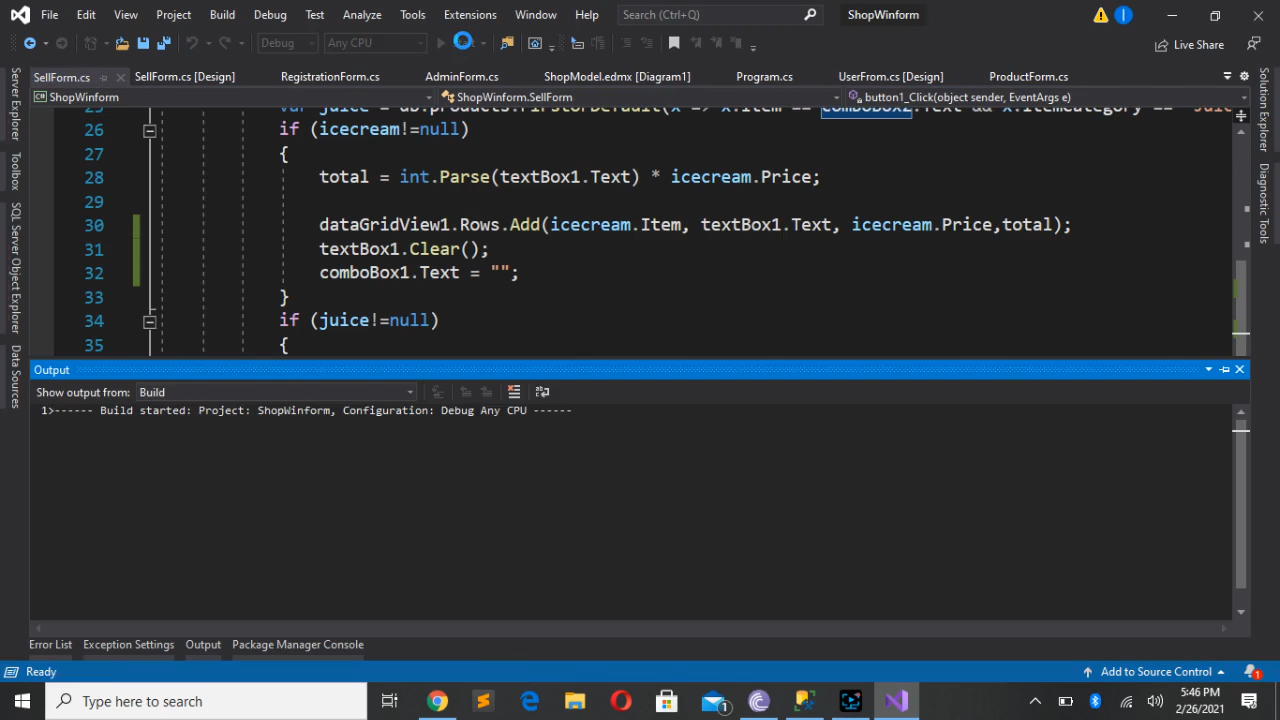 File Edit View Project Build Debug Test Analyze Tools Extensions Window Help Search (Ctrl+Q) ShopWinform
Debug Any CPU
Live Share
SellForm.cs SellForm.cs [Design] RegistrationForm.cs AdminForm.cs ShopModel.edmx [Diagram1] Program.cs UserFrom.cs [Design] ProductForm.cs
ShopWinform ShopWinform.SellForm button1_Click(object sender, EventArgs e)
26 if (icecream!=null)
27 {
28 total = int.Parse(textBox1.Text) * icecream.Price;
29
30 dataGridView1.Rows.Add(icecream.Item, textBox1.Text, icecream.Price,total);
31 textBox1.Clear();
32 comboBox1.Text = "";
33 }
34 if (juice!=null)
35 {
Server Explorer
Toolbox
SQL Server Object Explorer
Data Sources
Solution Explorer
Diagnostic Tools
Output
Show output from: Build
1>------ Build started: Project: ShopWinform, Configuration: Debug Any CPU ------
Error List Exception Settings Output Package Manager Console
Ready Add to Source Control 1
Type here to search 1
5:46 PM
2/26/2021